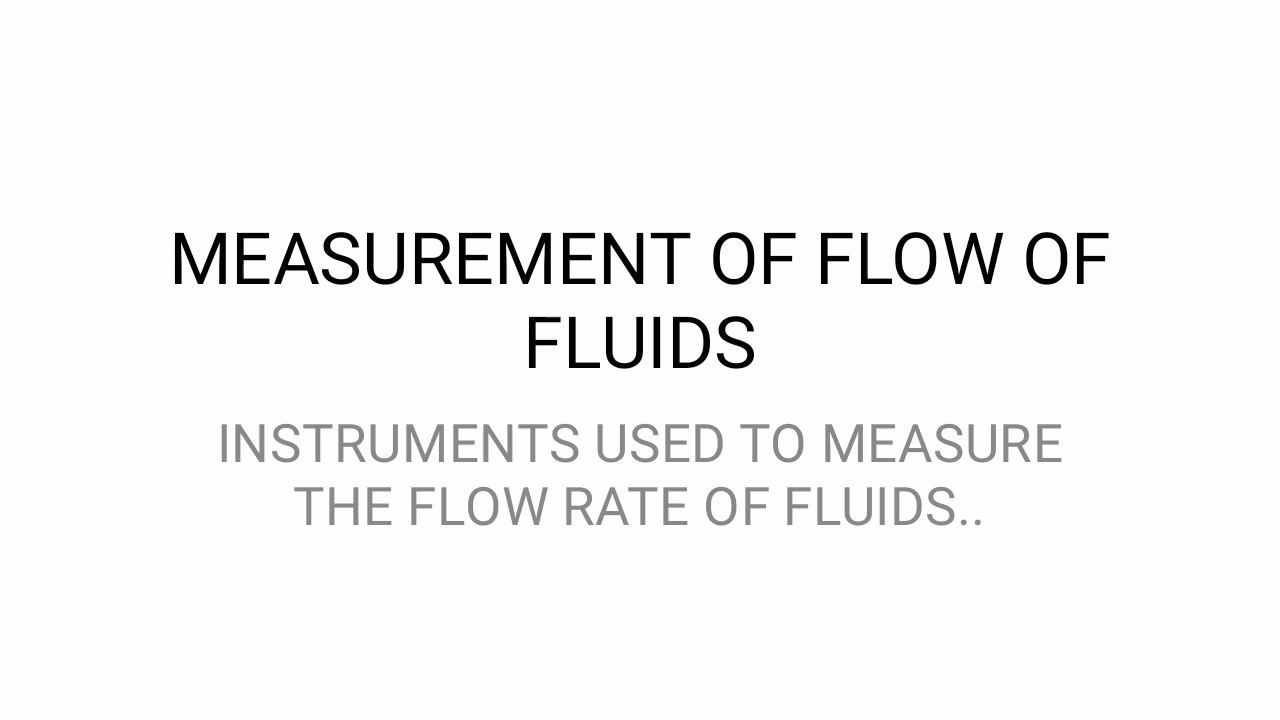 MEASUREMENT OF FLOW OF
FLUIDS
INSTRUMENTS USED TO MEASURE
THE FLOW RATE OF FLUIDS..